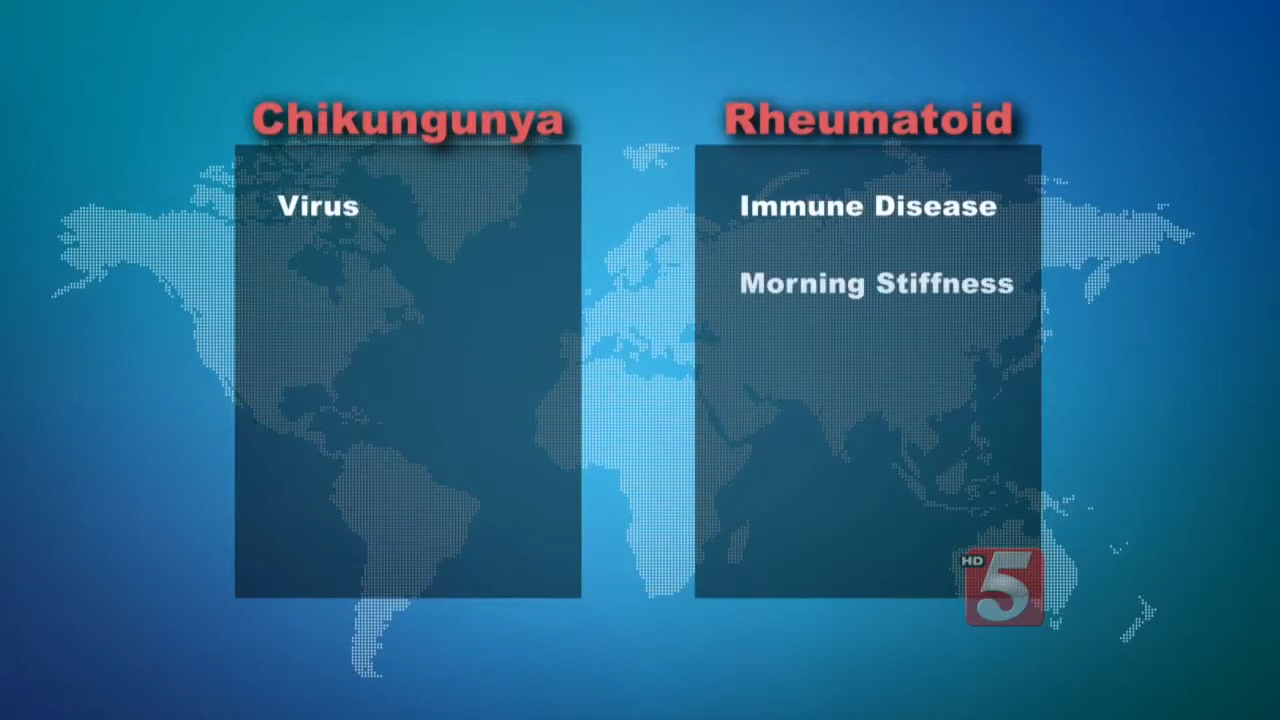 Chikungunya
Virus
Rheumatoid
Immune Disease
Morning Stiffness
HD
5